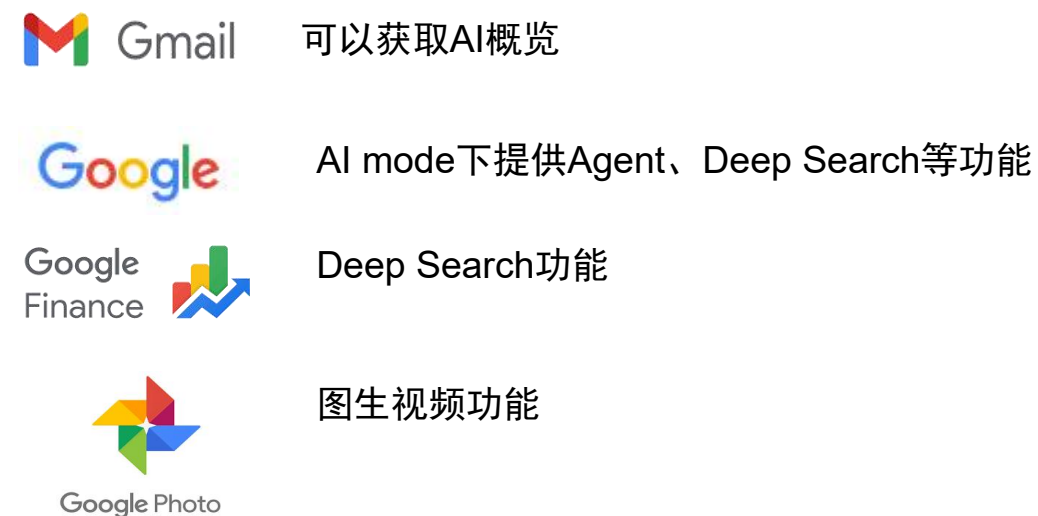 Gmail 可以获取AI概览
Google AI mode下提供Agent、Deep Search等功能
Google
Finance
Deep Search功能
图生视频功能
Google Photo